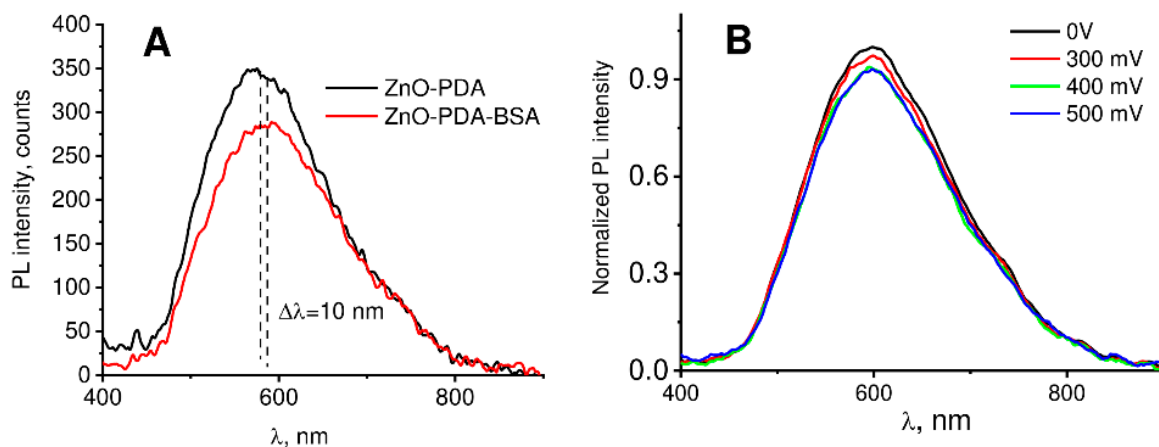 A
400
350
300
250
200
150
100
50
0
PL intensity, counts
ZnO-PDA
ZnO-PDA-BSA
Δλ=10 nm
400
600
800
λ, nm
B
0V
300 mV
400 mV
500 mV
0.9
0.6
0.3
0.0
Normalized PL intensity
400
600
800
λ, nm